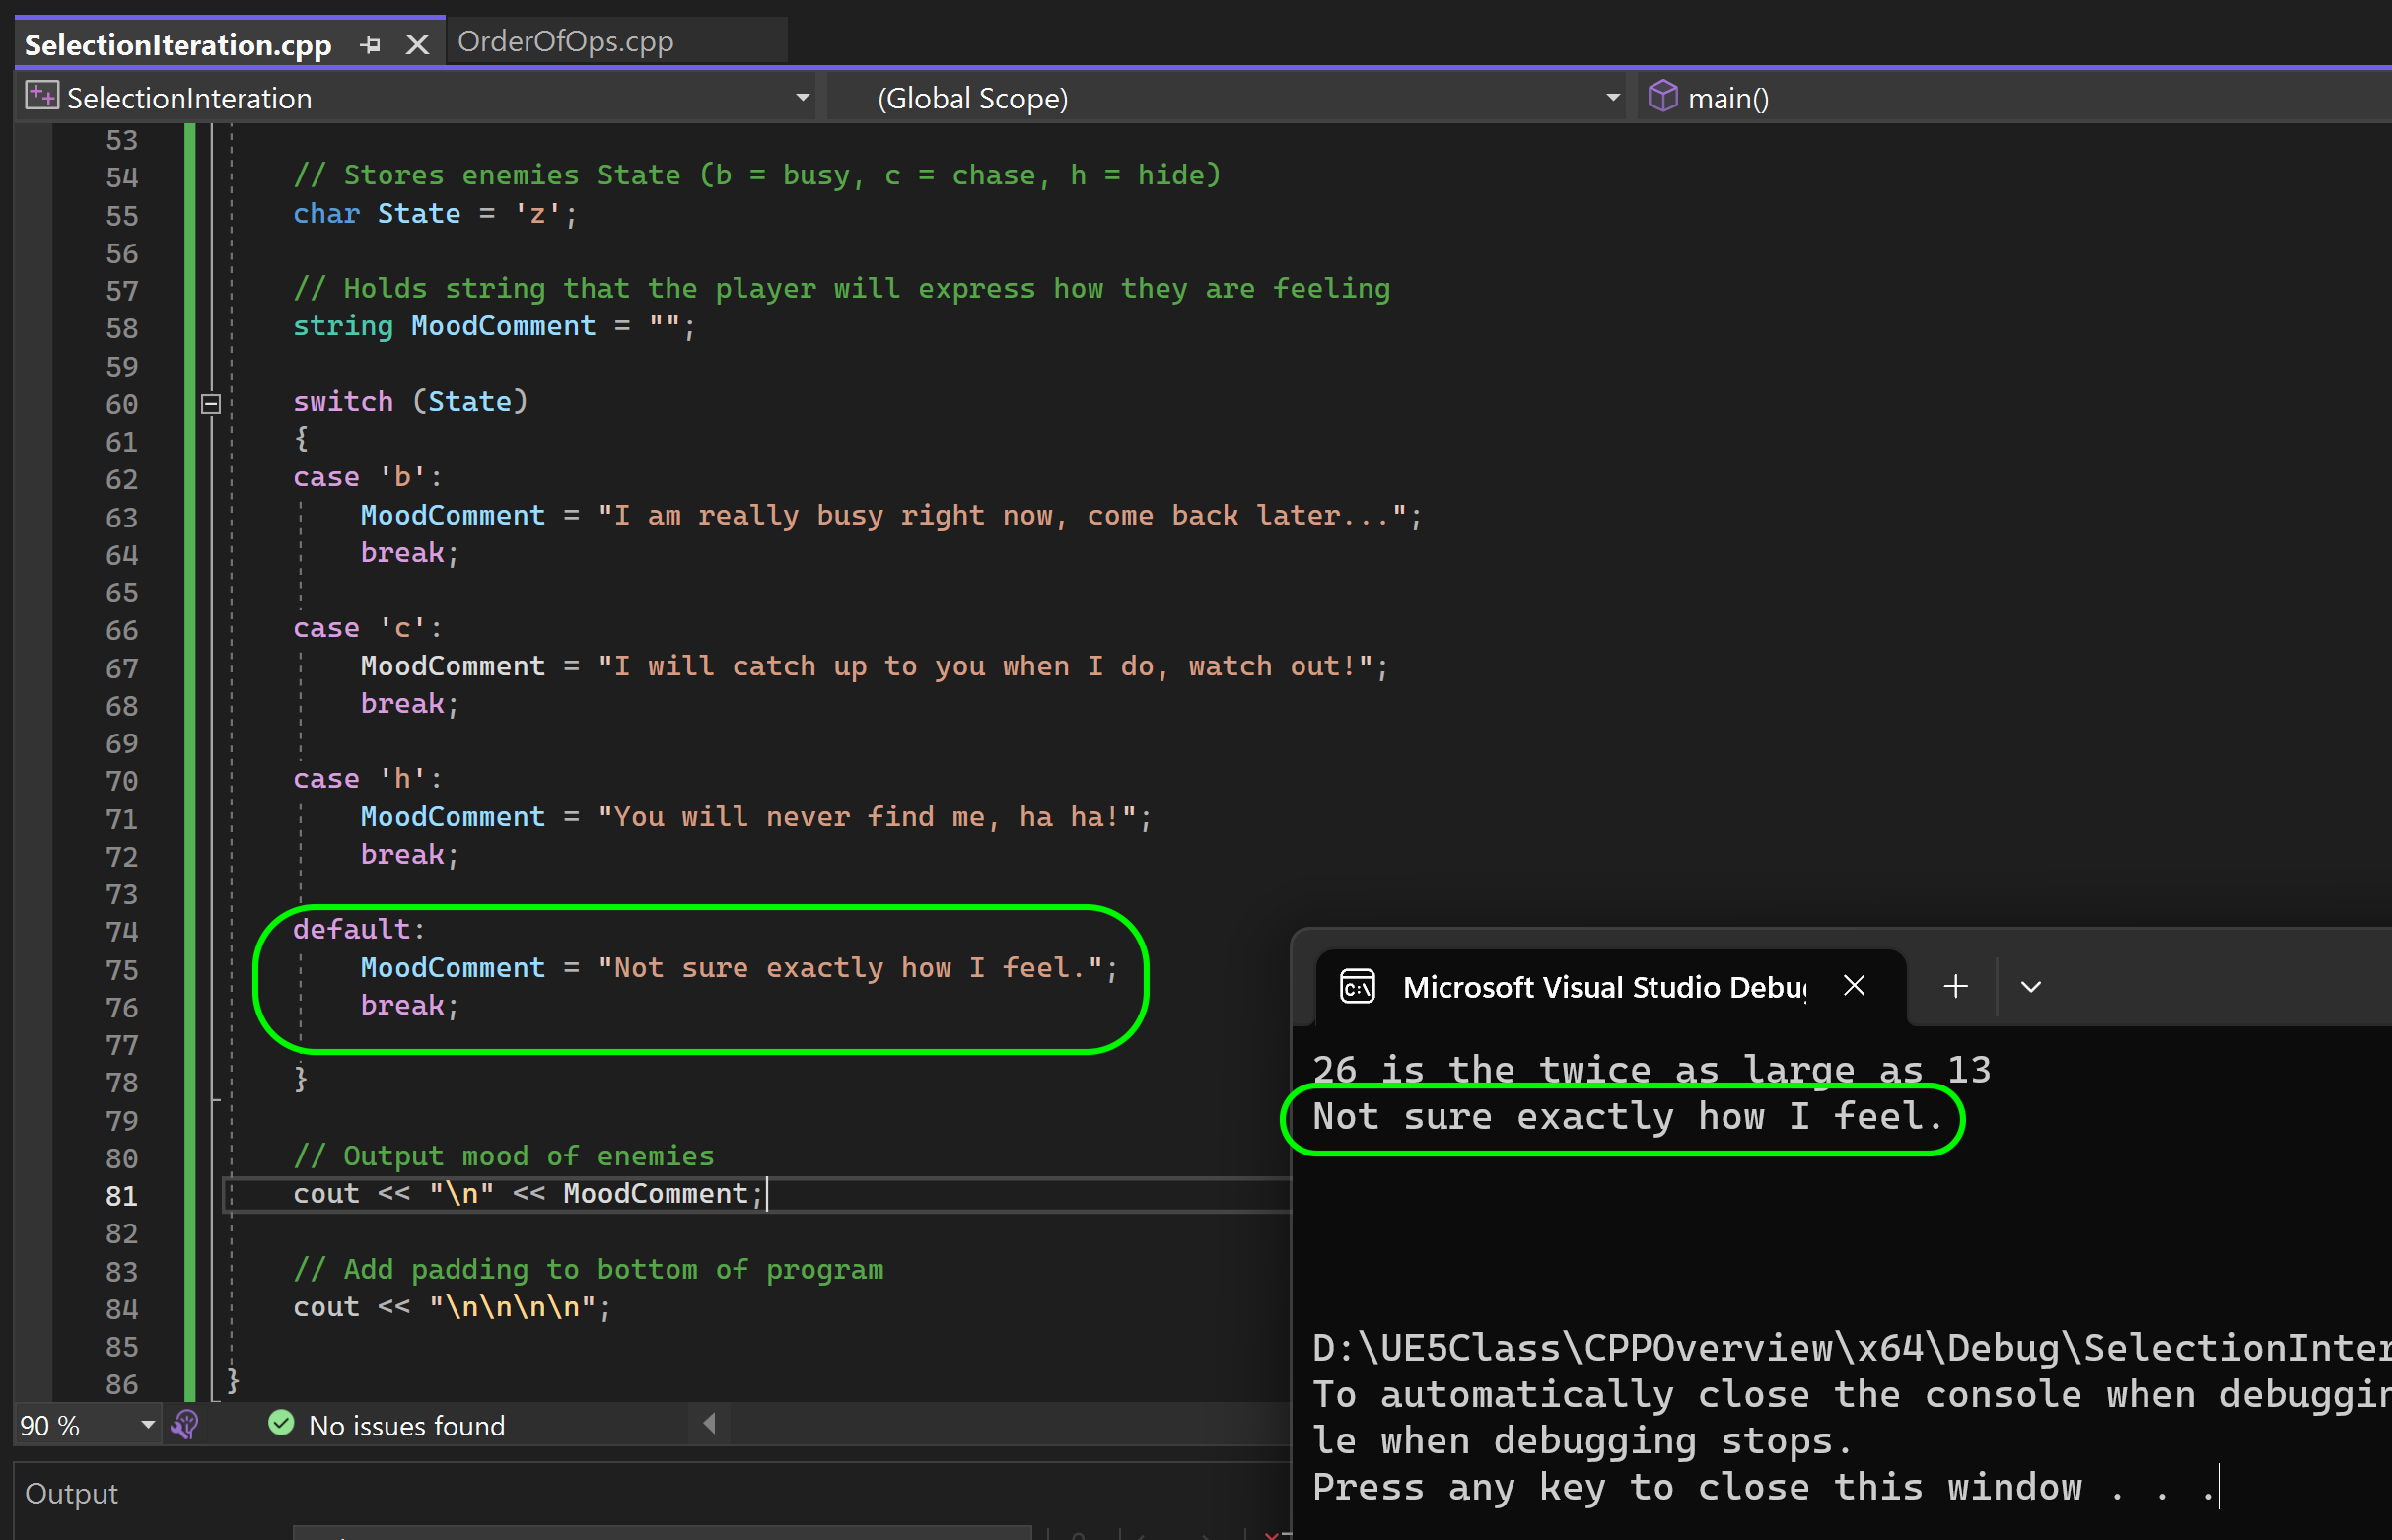 SelectionIteration.cpp OrderOfOps.cpp
SelectionInteration (Global Scope) main()
53
54 // Stores enemies State (b = busy, c = chase, h = hide)
55 char State = 'z';
56
57 // Holds string that the player will express how they are feeling
58 string MoodComment = "";
59
60 switch (State)
61 {
62 case 'b':
63 MoodComment = "I am really busy right now, come back later...";
64 break;
65
66 case 'c':
67 MoodComment = "I will catch up to you when I do, watch out!";
68 break;
69
70 case 'h':
71 MoodComment = "You will never find me, ha ha!";
72 break;
73
74 default:
75 MoodComment = "Not sure exactly how I feel.";
76 break;
77
78 }
79
80 // Output mood of enemies
81 cout << "\n" << MoodComment;
82
83 // Add padding to bottom of program
84 cout << "\n\n\n\n";
85
86 }
90 % No issues found
Output
C:\ Microsoft Visual Studio Debu
26 is the twice as large as 13
Not sure exactly how I feel.
D:\UE5Class\CPPOverview\x64\Debug\SelectionInter
To automatically close the console when debuggin
le when debugging stops.
Press any key to close this window . . .